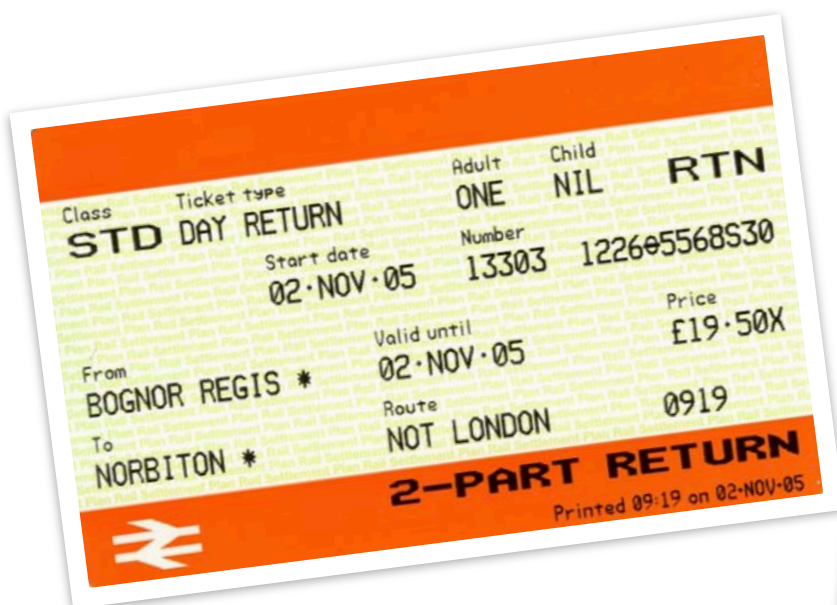 Class Ticket type Adult Child RTN
STD DAY RETURN ONE NIL
Start date Number
02·NOV·05 13303 1226⊖5568S30
From Valid until Price
BOGNOR REGIS * 02·NOV·05 £19·50X
To Route
NORBITON * NOT LONDON 0919
2-PART RETURN
Printed 09:19 on 02·NOV·05